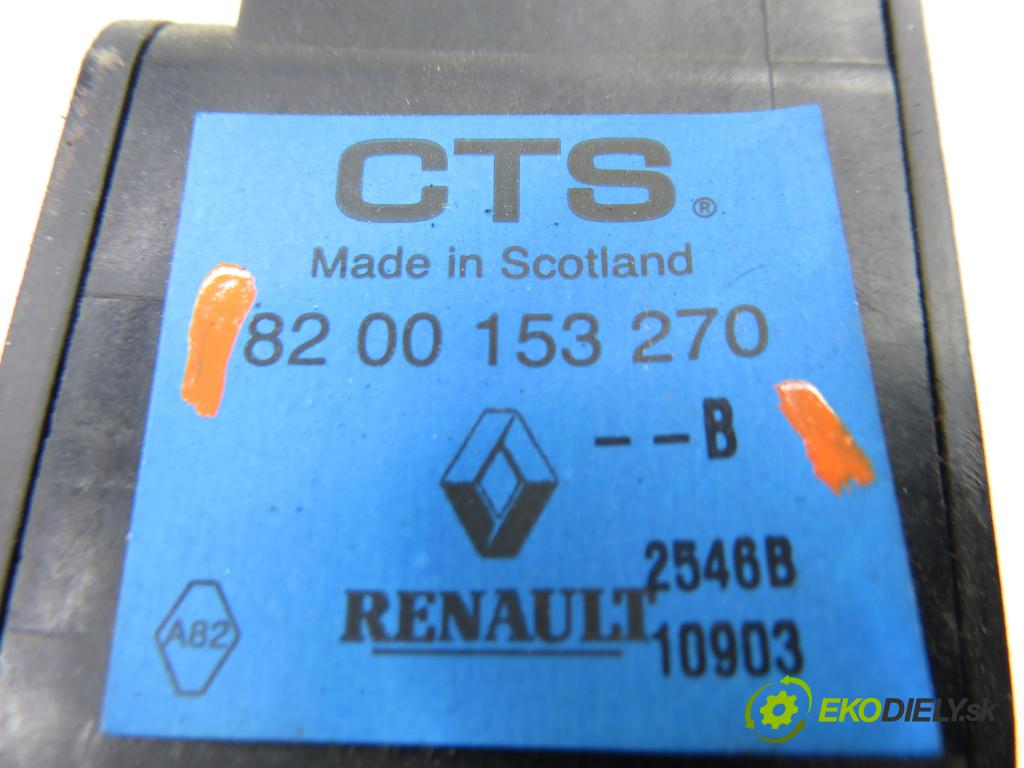 CTS®
Made in Scotland
82 00 153 270
--B
2546B
A82
RENAULT
10903
EKODIELY.sk